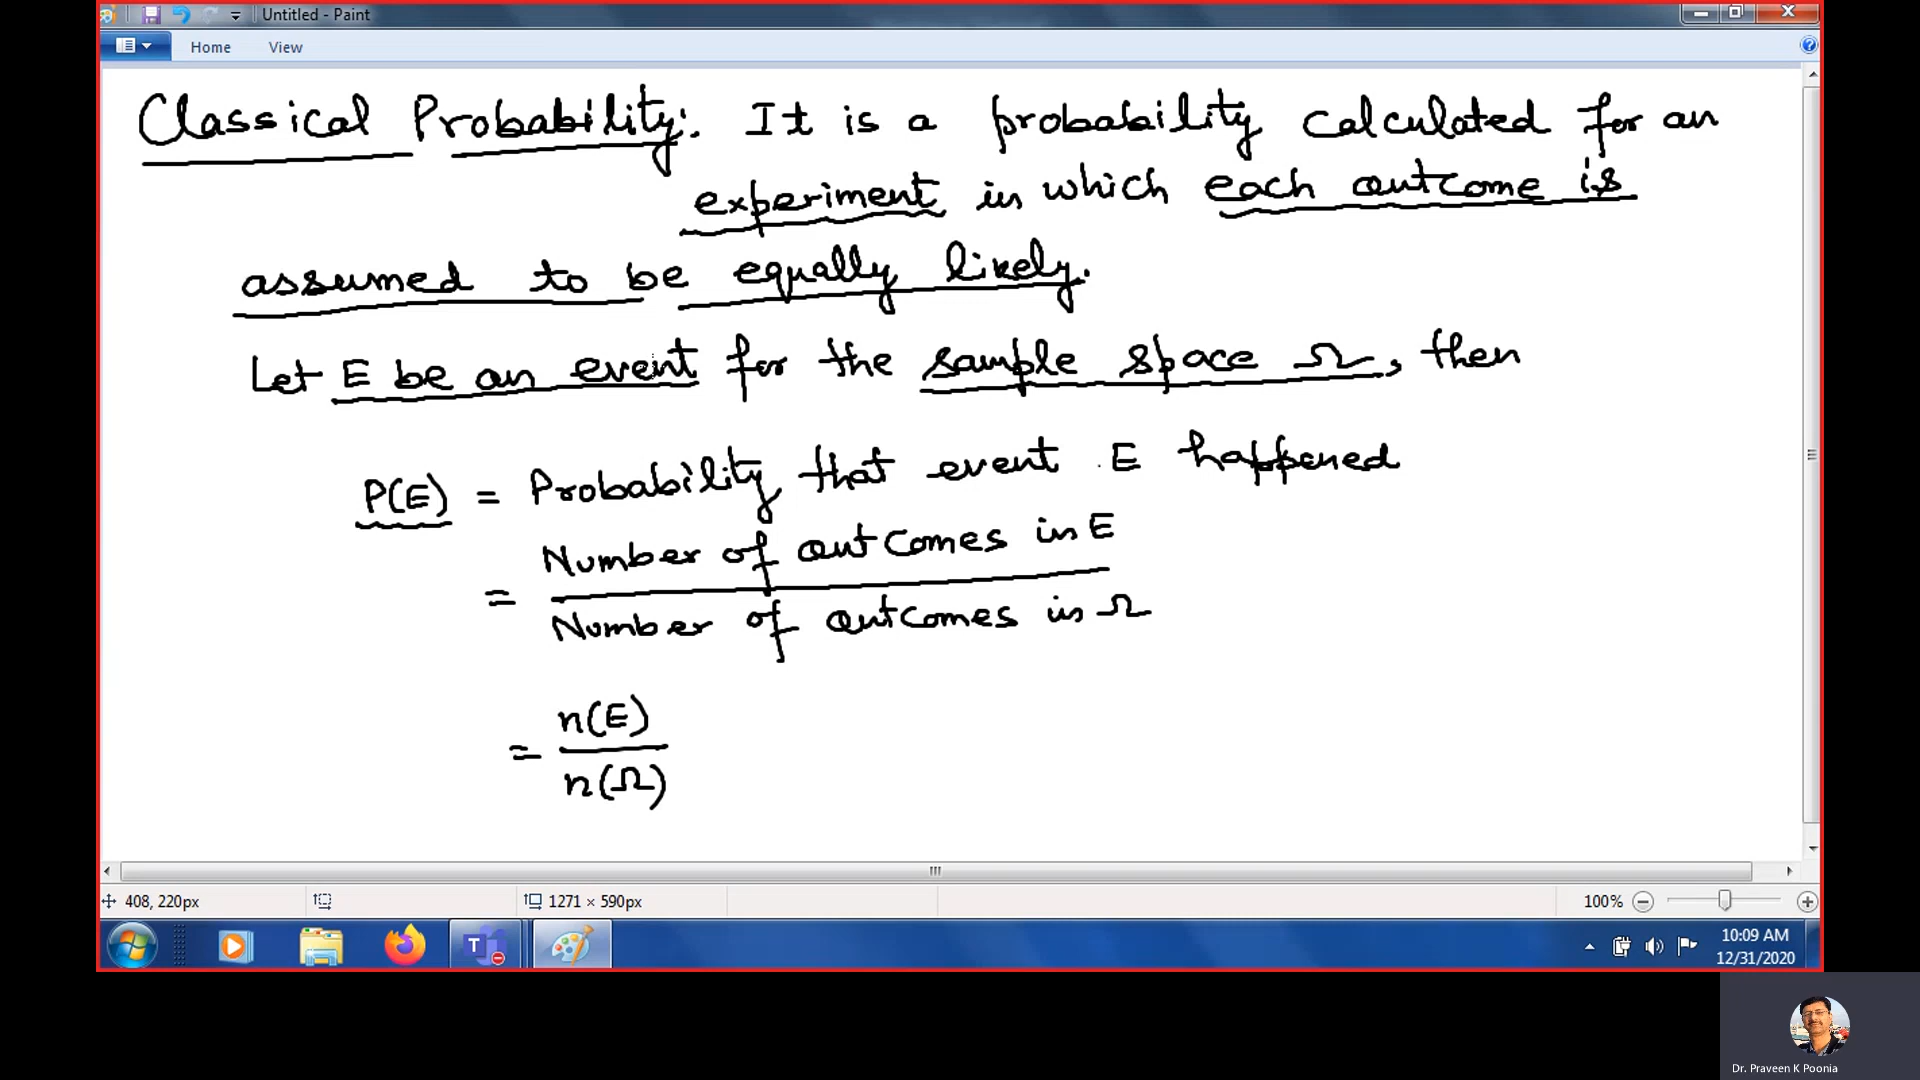 Untitled - Paint
Home View
Classical Probability: It is a probability calculated for an
experiment in which each outcome is
assumed to be equally likely.
Let E be an event for the sample space Ω, then
P(E) = Probability that event E happened
= Number of outcomes in E
Number of outcomes in Ω
= n(E)
n(Ω)
408, 220px 1271 × 590px 100%
T
10:09 AM
12/31/2020
Dr. Praveen K Poonia